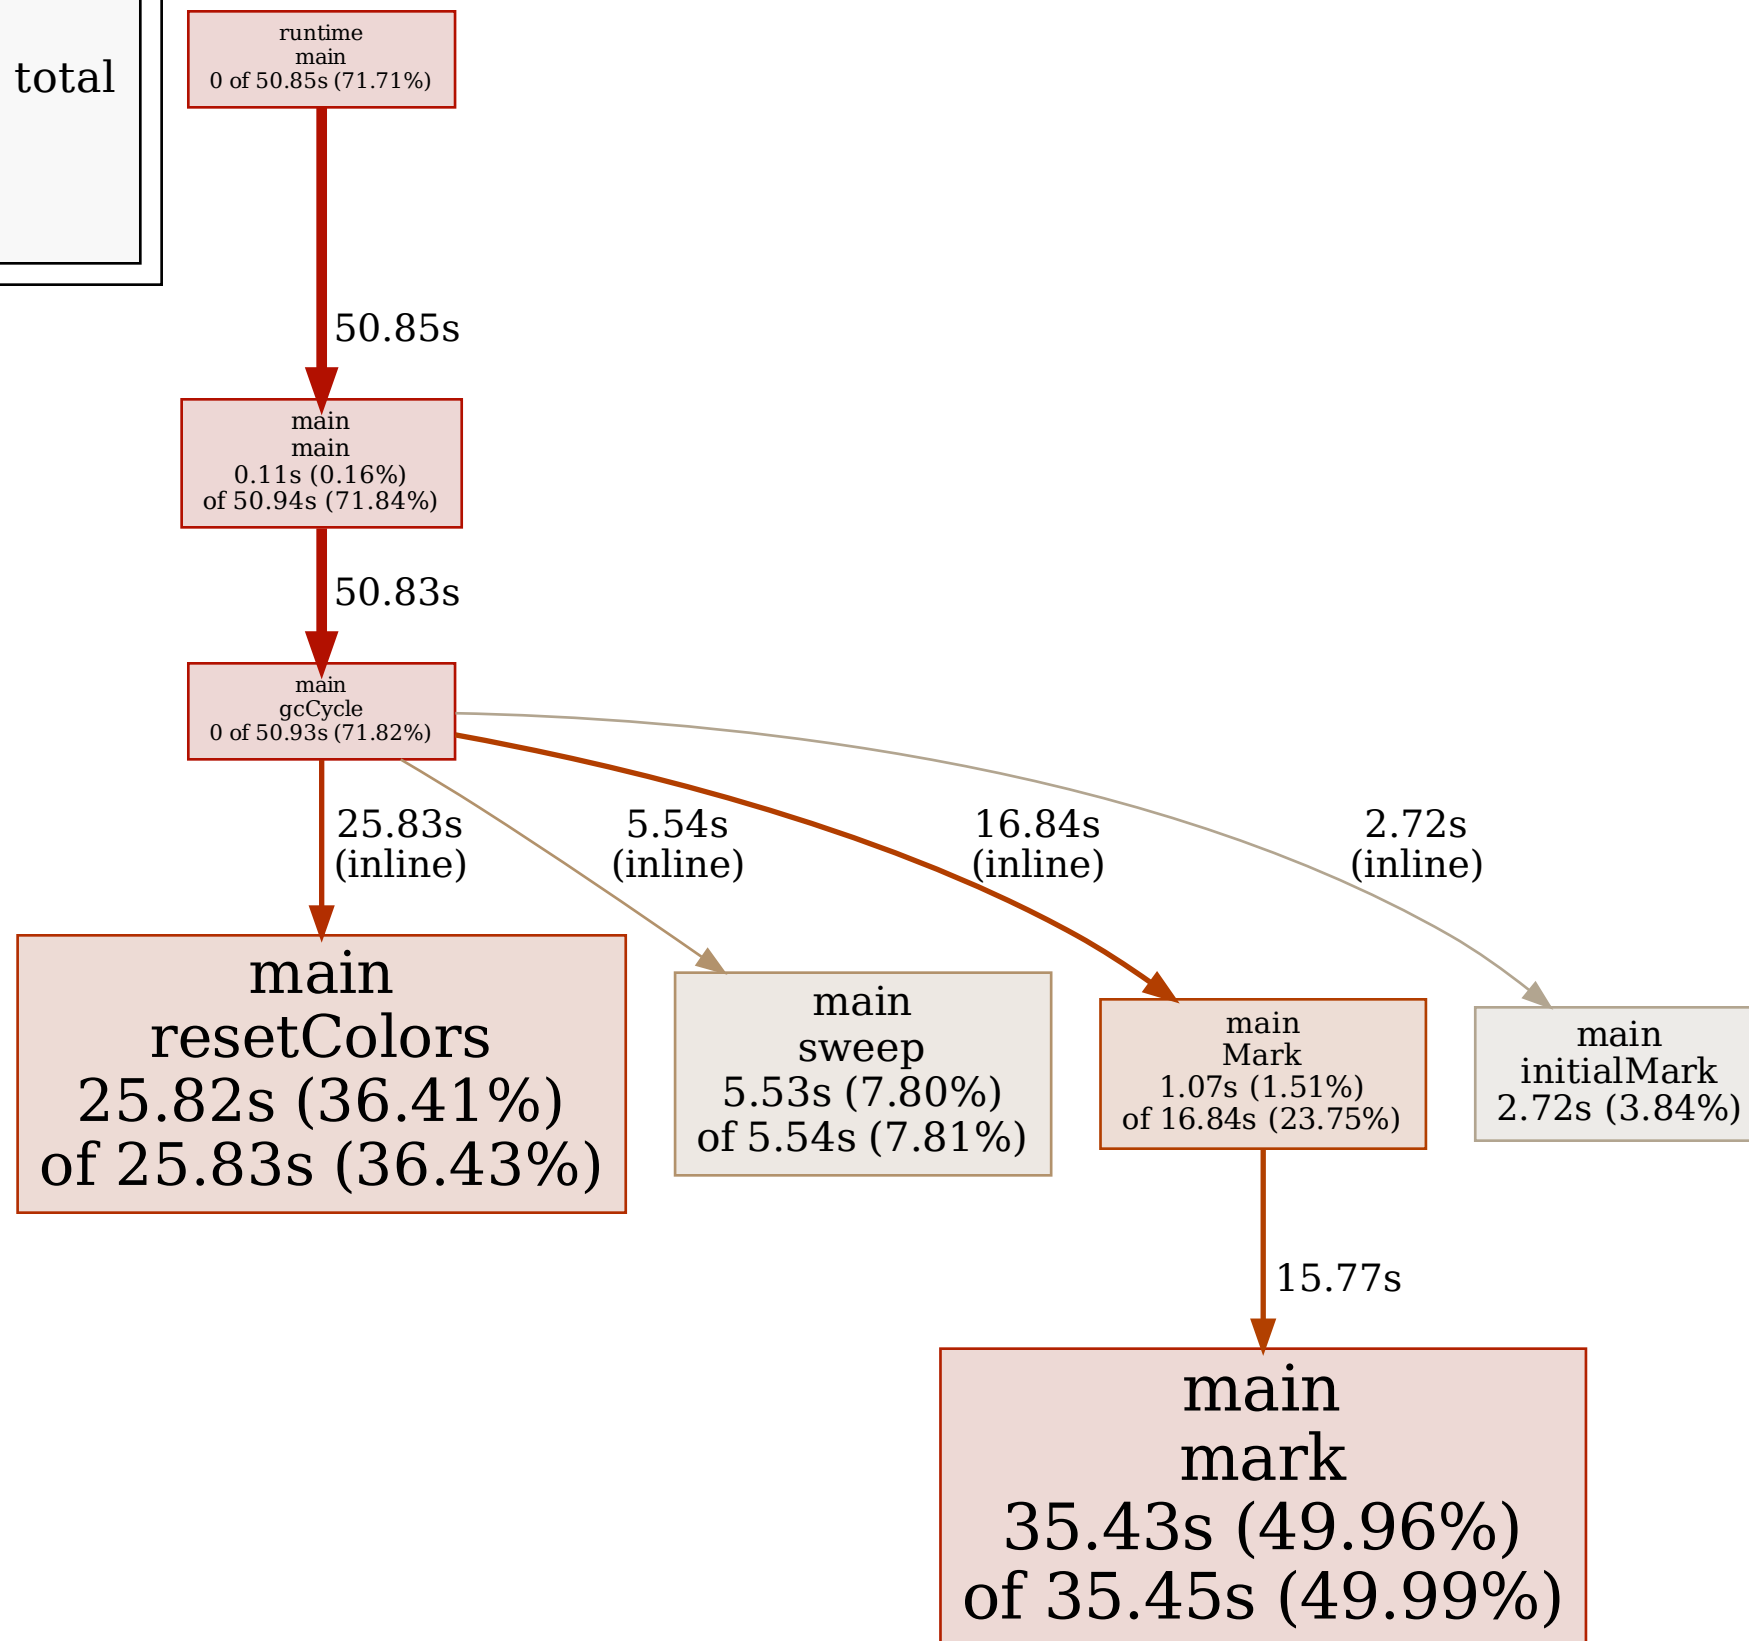 total
runtime
main
0 of 50.85s (71.71%)
50.85s
main
main
0.11s (0.16%)
of 50.94s (71.84%)
50.83s
main
gcCycle
0 of 50.93s (71.82%)
25.83s
(inline)
5.54s
(inline)
16.84s
(inline)
2.72s
(inline)
main
resetColors
25.82s (36.41%)
of 25.83s (36.43%)
main
sweep
5.53s (7.80%)
of 5.54s (7.81%)
main
Mark
1.07s (1.51%)
of 16.84s (23.75%)
main
initialMark
2.72s (3.84%)
15.77s
main
mark
35.43s (49.96%)
of 35.45s (49.99%)